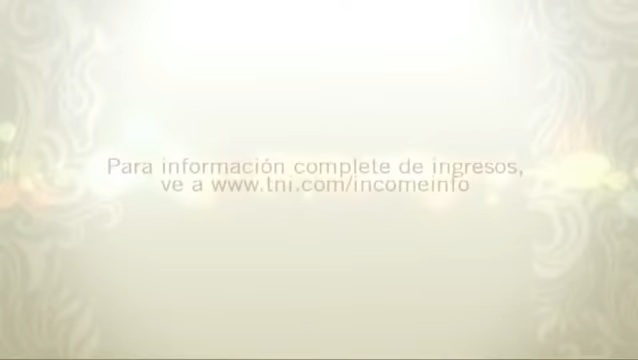 Para información complete de ingresos,
ve a www.tni.com/incomeinfo